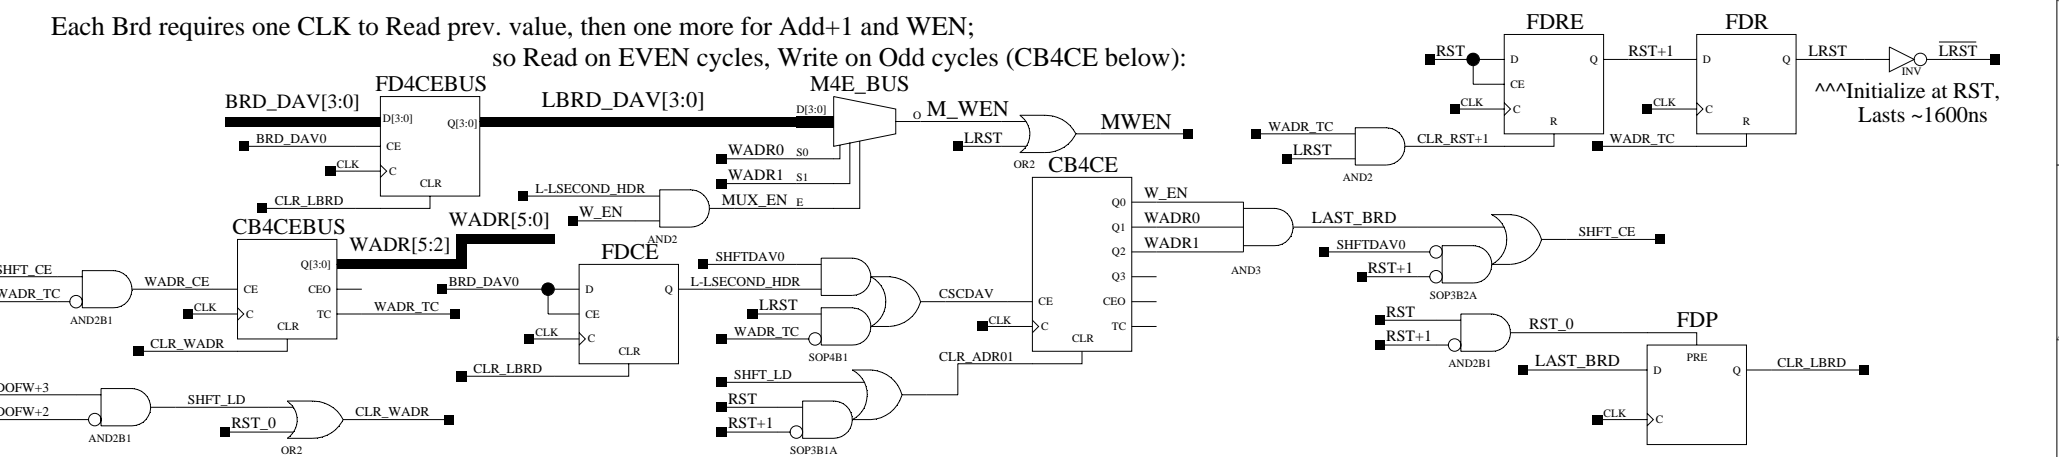 Each Brd requires one CLK to Read prev. value, then one more for Add+1 and WEN;
so Read on EVEN cycles, Write on Odd cycles (CB4CE below):
FD4CEBUS
BRD_DAV[3:0]
D[3:0]
Q[3:0]
BRD_DAV0
CE
CLK
C
CLR
CLR_LBRD
LBRD_DAV[3:0]
M4E_BUS
D[3:0]
O
M_WEN
WADR0
S0
WADR1
S1
MUX_EN
E
L-LSECOND_HDR
W_EN
AND2
LRST
OR2
MWEN
FDRE
RST
D
Q
CE
CLK
C
R
RST+1
FDR
D
Q
CLK
C
R
WADR_TC
LRST
INV
LRST
^^^Initialize at RST,
Lasts ~1600ns
WADR_TC
LRST
AND2
CLR_RST+1
CB4CEBUS
WADR[5:2]
WADR[5:0]
SHFT_CE
WADR_TC
AND2B1
WADR_CE
Q[3:0]
CE
CEO
CLK
C
TC
WADR_TC
CLR
CLR_WADR
FDCE
BRD_DAV0
D
Q
CE
CLK
C
CLR
CLR_LBRD
L-LSECOND_HDR
SHFTDAV0
LRST
WADR_TC
SOP4B1
CSCDAV
CB4CE
Q0
Q1
Q2
Q3
CE
CEO
CLK
C
TC
CLR
CLR_ADR01
W_EN
WADR0
WADR1
AND3
LAST_BRD
SHFTDAV0
RST+1
SOP3B2A
SHFT_CE
RST
RST+1
AND2B1
RST_0
FDP
PRE
LAST_BRD
D
Q
CLR_LBRD
CLK
C
DOFW+3
DOFW+2
AND2B1
SHFT_LD
RST_0
OR2
CLR_WADR
SHFT_LD
RST
RST+1
SOP3B1A